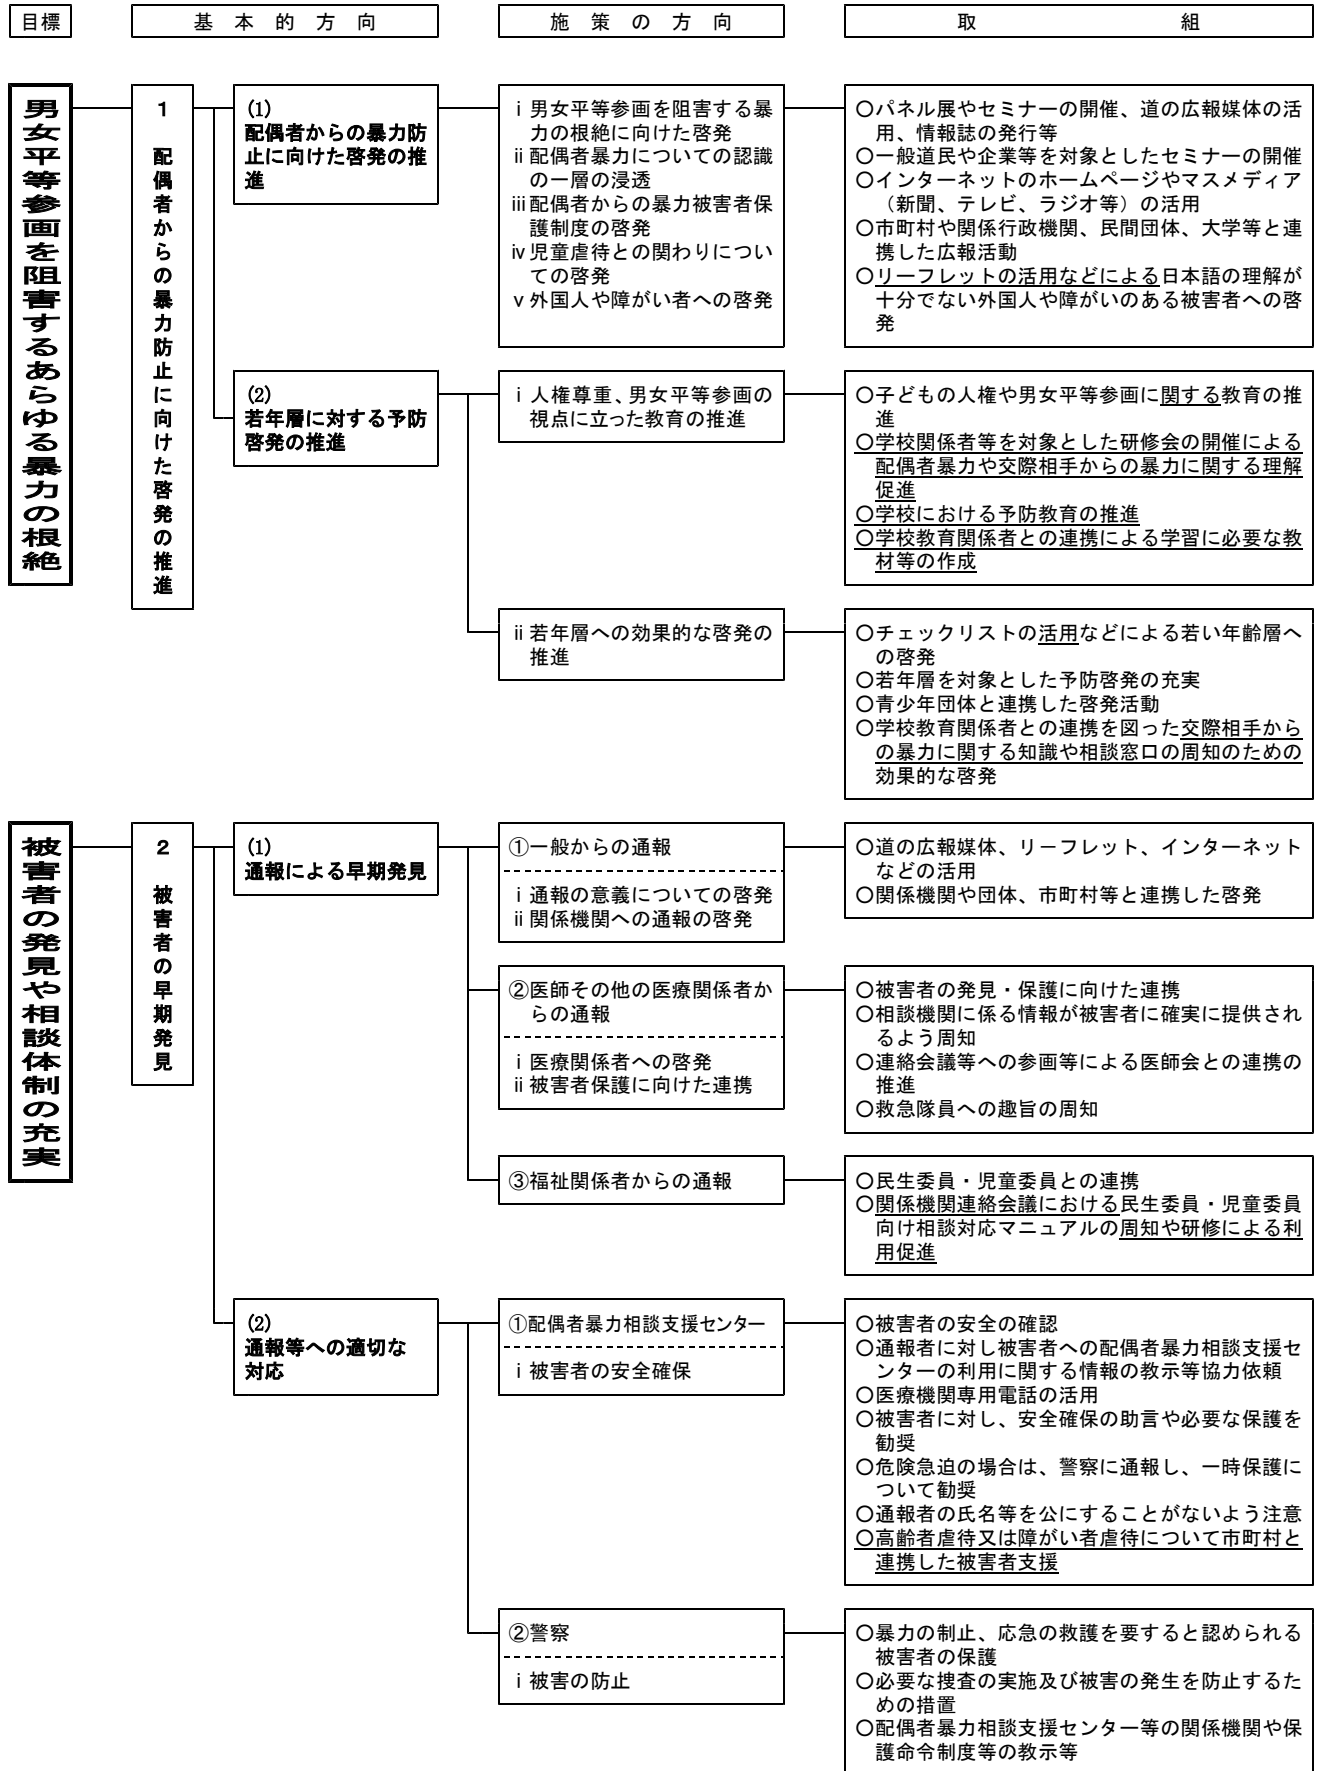 目標
基本的方向
施策の方向
取組
男女平等参画を阻害するあらゆる暴力の根絶
1 配偶者からの暴力防止に向けた啓発の推進
(1)
配偶者からの暴力防
止に向けた啓発の推
進
ⅰ男女平等参画を阻害する暴
力の根絶に向けた啓発
ⅱ配偶者暴力についての認識
の一層の浸透
ⅲ配偶者からの暴力被害者保
護制度の啓発
ⅳ児童虐待との関わりについ
ての啓発
ⅴ外国人や障がい者への啓発
○パネル展やセミナーの開催、道の広報媒体の活
用、情報誌の発行等
○一般道民や企業等を対象としたセミナーの開催
○インターネットのホームページやマスメディア
(新聞、テレビ、ラジオ等)の活用
○市町村や関係行政機関、民間団体、大学等と連
携した広報活動
○リーフレットの活用などによる日本語の理解が
十分でない外国人や障がいのある被害者への啓
発
(2)
若年層に対する予防
啓発の推進
ⅰ人権尊重、男女平等参画の
視点に立った教育の推進
○子どもの人権や男女平等参画に関する教育の推
進
○学校関係者等を対象とした研修会の開催による
配偶者暴力や交際相手からの暴力に関する理解
促進
○学校における予防教育の推進
○学校教育関係者との連携による学習に必要な教
材等の作成
ⅱ若年層への効果的な啓発の
推進
○チェックリストの活用などによる若い年齢層へ
の啓発
○若年層を対象とした予防啓発の充実
○青少年団体と連携した啓発活動
○学校教育関係者との連携を図った交際相手から
の暴力に関する知識や相談窓口の周知のための
効果的な啓発
被害者の発見や相談体制の充実
2 被害者の早期発見
(1)
通報による早期発見
①一般からの通報
ⅰ通報の意義についての啓発
ⅱ関係機関への通報の啓発
○道の広報媒体、リーフレット、インターネット
などの活用
○関係機関や団体、市町村等と連携した啓発
②医師その他の医療関係者か
らの通報
ⅰ医療関係者への啓発
ⅱ被害者保護に向けた連携
○被害者の発見・保護に向けた連携
○相談機関に係る情報が被害者に確実に提供され
るよう周知
○連絡会議等への参画等による医師会との連携の
推進
○救急隊員への趣旨の周知
③福祉関係者からの通報
○民生委員・児童委員との連携
○関係機関連絡会議における民生委員・児童委員
向け相談対応マニュアルの周知や研修による利
用促進
(2)
通報等への適切な
対応
①配偶者暴力相談支援センター
ⅰ被害者の安全確保
○被害者の安全の確認
○通報者に対し被害者への配偶者暴力相談支援セ
ンターの利用に関する情報の教示等協力依頼
○医療機関専用電話の活用
○被害者に対し、安全確保の助言や必要な保護を
勧奨
○危険急迫の場合は、警察に通報し、一時保護に
ついて勧奨
○通報者の氏名等を公にすることがないよう注意
○高齢者虐待又は障がい者虐待について市町村と
連携した被害者支援
②警察
ⅰ被害の防止
○暴力の制止、応急の救護を要すると認められる
被害者の保護
○必要な捜査の実施及び被害の発生を防止するた
めの措置
○配偶者暴力相談支援センター等の関係機関や保
護命令制度等の教示等